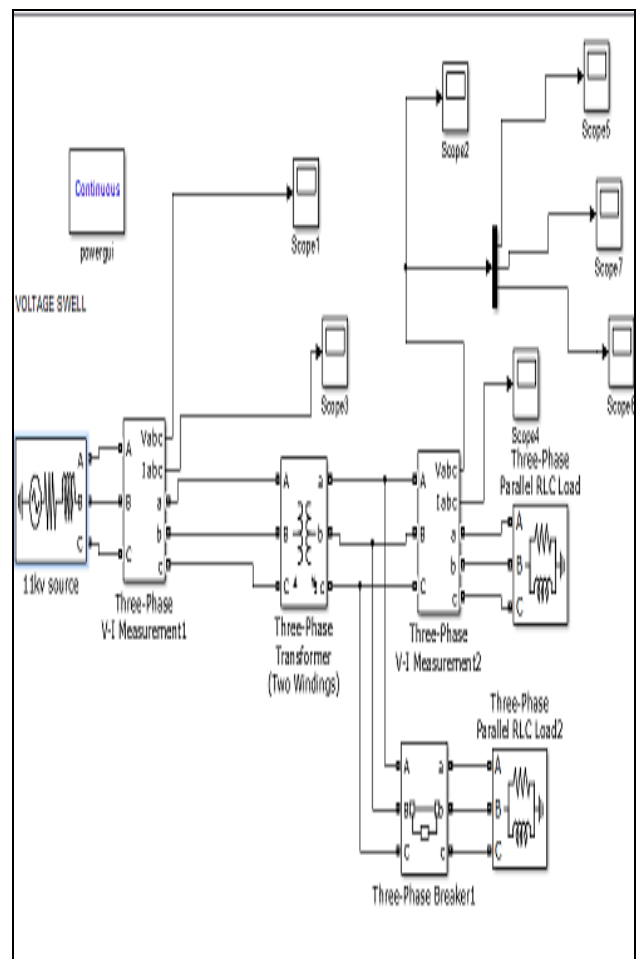 Continuous
powergui
VOLTAGE SWELL
Scope1
Scope2
Scope5
Scope7
Scope3
Scope4
A
B
C
11kv source
A
B
C
Vabc
Iabc
a
b
c
Three-Phase
V-I Measurement1
A
B
C
a
b
c
Three-Phase
Transformer
(Two Windings)
A
B
C
Vabc
Iabc
a
b
c
Three-Phase
V-I Measurement2
Three-Phase
Parallel RLC Load
A
B
C
A
B
C
a
b
c
Three-Phase Breaker1
Three-Phase
Parallel RLC Load2
A
B
C